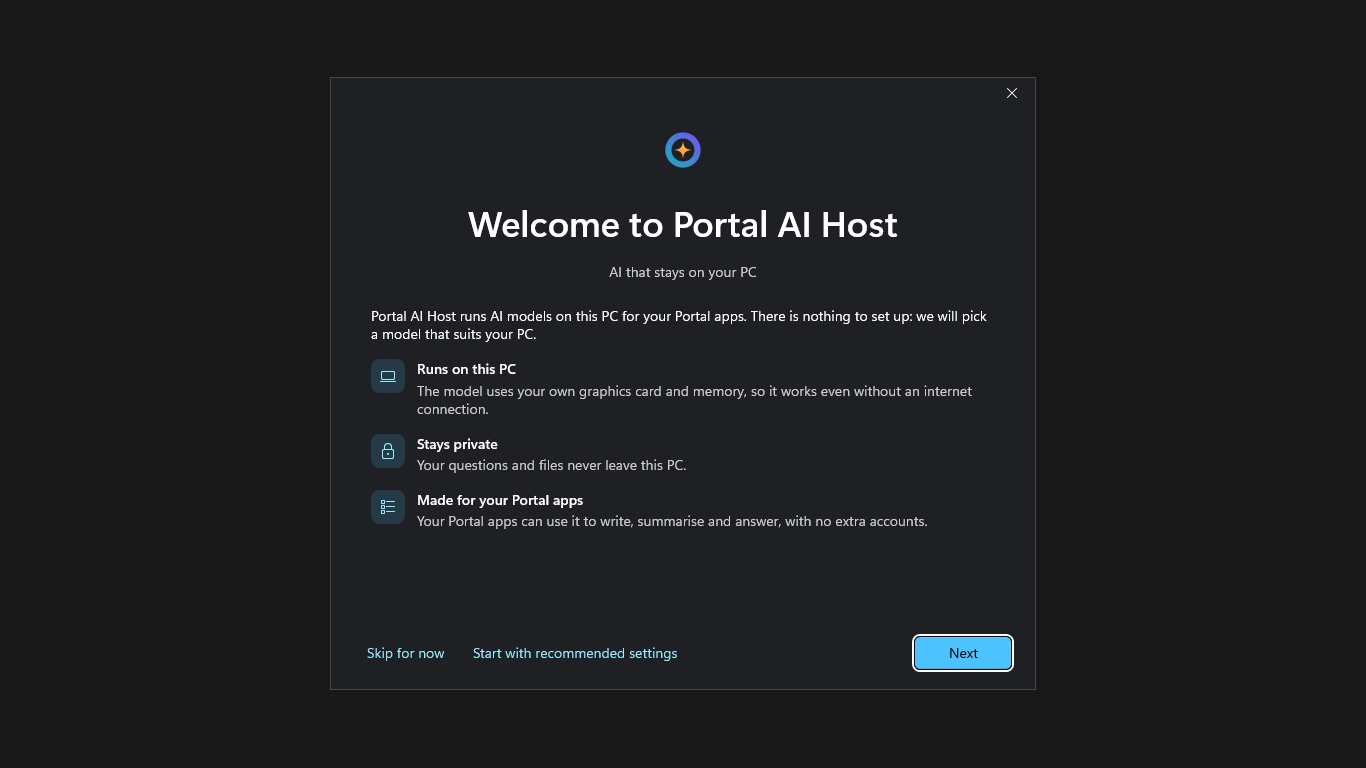 Welcome to Portal AI Host
AI that stays on your PC
Portal AI Host runs AI models on this PC for your Portal apps. There is nothing to set up: we will pick
a model that suits your PC.
Runs on this PC
The model uses your own graphics card and memory, so it works even without an internet
connection.
Stays private
Your questions and files never leave this PC.
Made for your Portal apps
Your Portal apps can use it to write, summarise and answer, with no extra accounts.
Skip for now
Start with recommended settings
Next